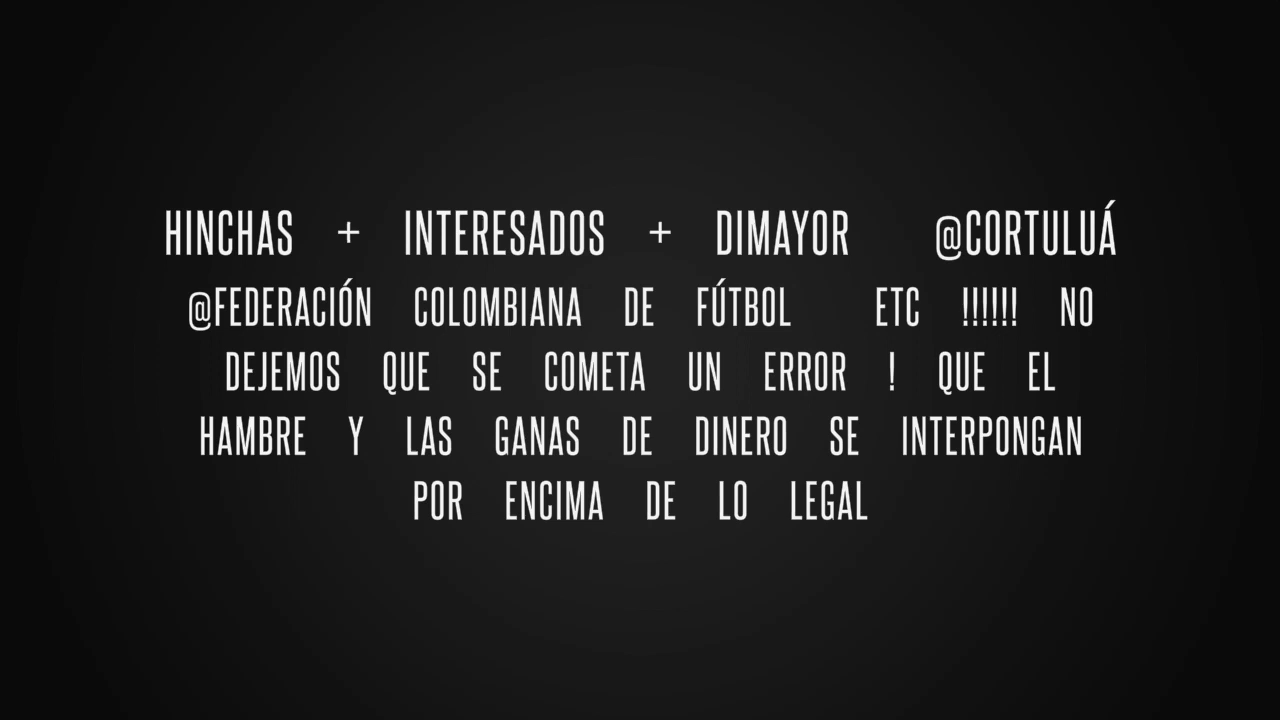 HINCHAS + INTERESADOS + DIMAYOR @CORTULUÁ
@FEDERACIÓN COLOMBIANA DE FÚTBOL ETC !!!!!! NO
DEJEMOS QUE SE COMETA UN ERROR ! QUE EL
HAMBRE Y LAS GANAS DE DINERO SE INTERPONGAN
POR ENCIMA DE LO LEGAL